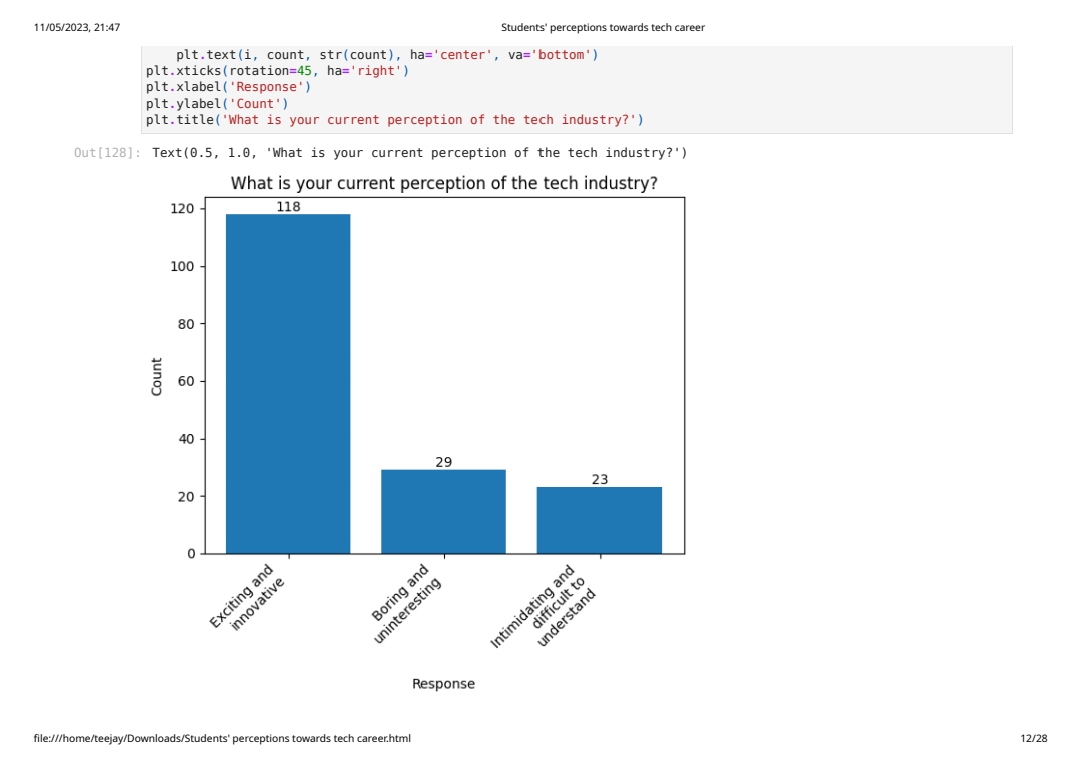 11/05/2023, 21:47
Students' perceptions towards tech career
plt.text(i, count, str(count), ha='center', va='bottom')
plt.xticks(rotation=45, ha='right')
plt.xlabel('Response')
plt.ylabel('Count')
plt.title('What is your current perception of the tech industry?')
Out[128]: Text(0.5, 1.0, 'What is your current perception of the tech industry?')
What is your current perception of the tech industry?
120
100
80
60
40
20
0
Count
118
29
23
Exciting and
innovative
Boring and
uninteresting
Intimidating and
difficult to
understand
Response
file:///home/teejay/Downloads/Students' perceptions towards tech career.html
12/28